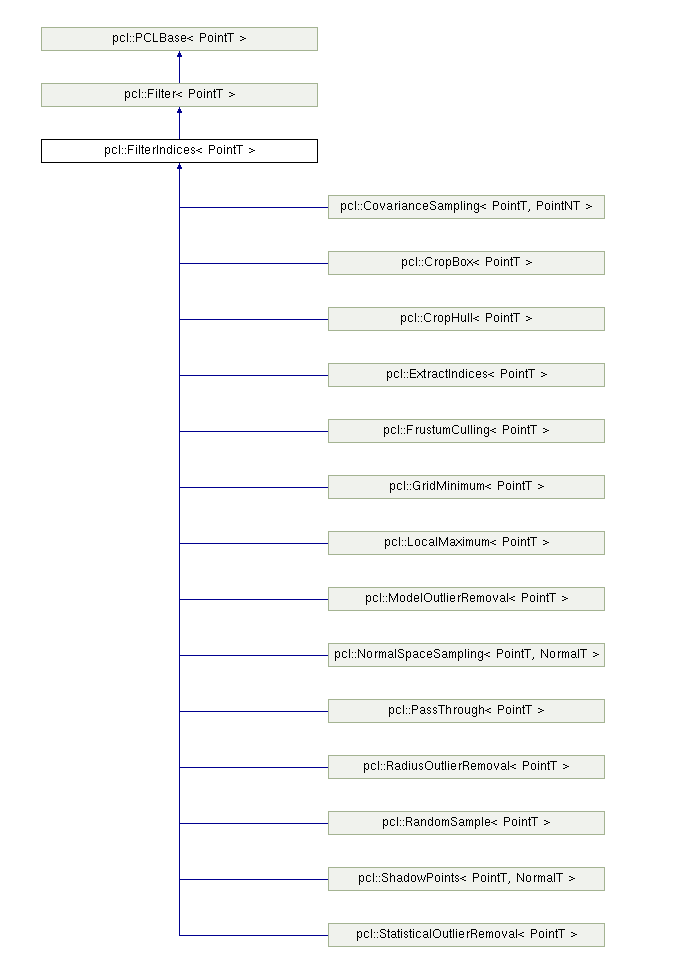 pcl::PCLBase< PointT >
pcl::Filter< PointT >
pcl::FilterIndices< PointT >
pcl::CovarianceSampling< PointT, PointNT >
pcl::CropBox< PointT >
pcl::CropHull< PointT >
pcl::ExtractIndices< PointT >
pcl::FrustumCulling< PointT >
pcl::GridMinimum< PointT >
pcl::LocalMaximum< PointT >
pcl::ModelOutlierRemoval< PointT >
pcl::NormalSpaceSampling< PointT, NormalT >
pcl::PassThrough< PointT >
pcl::RadiusOutlierRemoval< PointT >
pcl::RandomSample< PointT >
pcl::ShadowPoints< PointT, NormalT >
pcl::StatisticalOutlierRemoval< PointT >